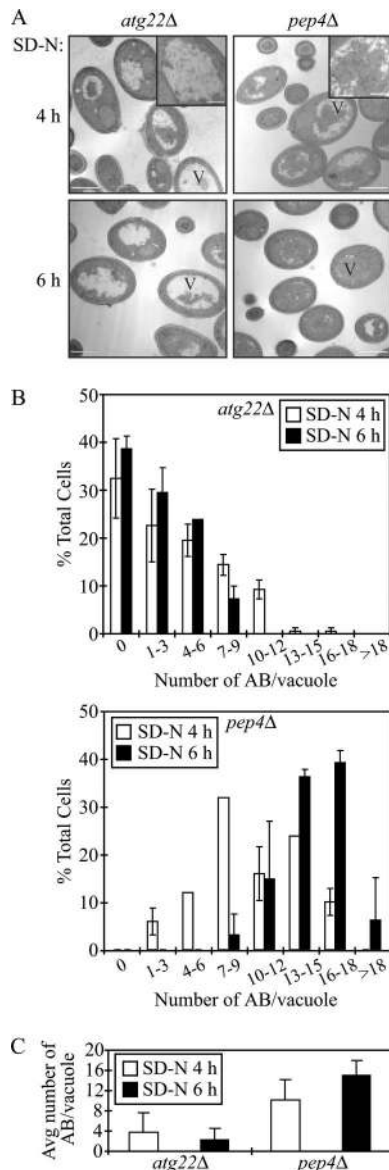 A
atg22Δ pep4Δ
SD-N:
4 h
V V
6 h
V V
B
50
40
30
20
10
0
% Total Cells
atg22Δ
SD-N 4 h
SD-N 6 h
0 1-3 4-6 7-9 10-12 13-15 16-18 >18
Number of AB/vacuole
50
40
30
20
10
0
% Total Cells
pep4Δ
SD-N 4 h
SD-N 6 h
0 1-3 4-6 7-9 10-12 13-15 16-18 >18
Number of AB/vacuole
C
Avg number of
AB/vacuole
20
16
12
8
4
0
SD-N 4 h
SD-N 6 h
atg22Δ pep4Δ